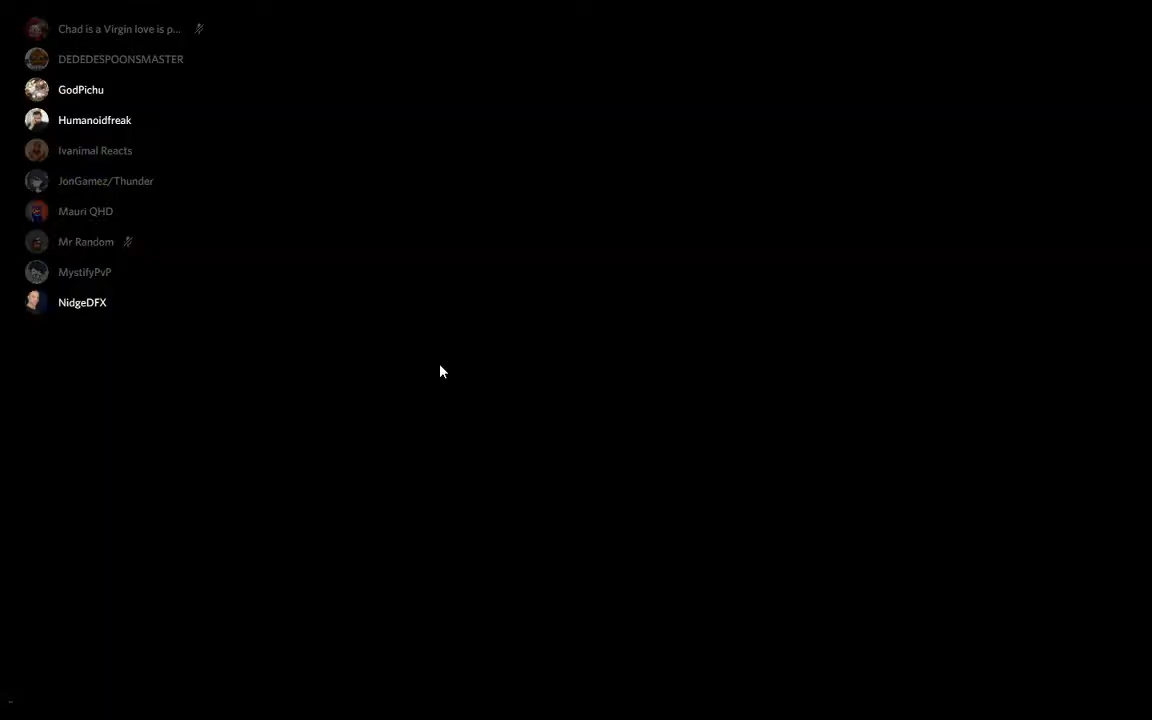 Chad is a Virgin love is p...
DEDEDESPOONSMASTER
GodPichu
Humanoidfreak
Ivanimal Reacts
JonGamez/Thunder
Mauri QHD
Mr Random
MystifyPvP
NidgeDFX